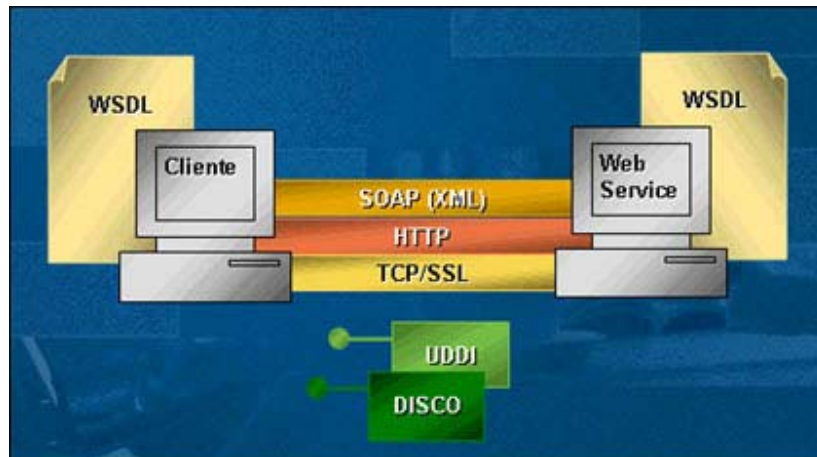 WSDL
WSDL
Cliente
Web
Service
SOAP (XML)
HTTP
TCP/SSL
UDDI
DISCO